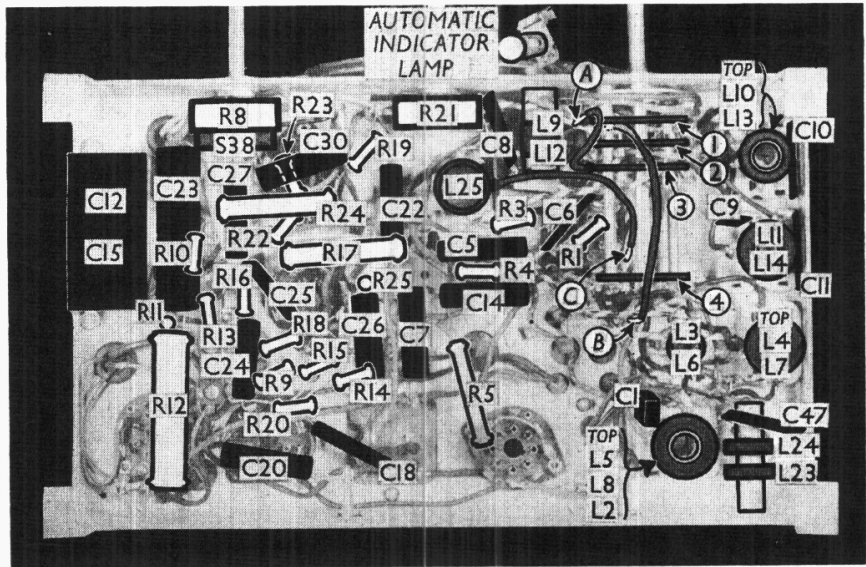 AUTOMATIC
INDICATOR
LAMP
A
TOP
L10
L13
C10
R8
R23
R21
L9
1
S38
C30
R19
C8
L12
2
C27
3
C12
C23
L25
R24
C22
R3
C6
C9
L11
R22
C5
R1
L14
C15
R10
R17
R4
R16
R25
C
C11
C25
C14
4
R11
R13
R18
C26
C7
B
L3
TOP
L4
L6
L7
C24
R15
R9
R14
R12
R5
C1
R20
C47
TOP
L5
L24
C20
C18
L8
L23
L2